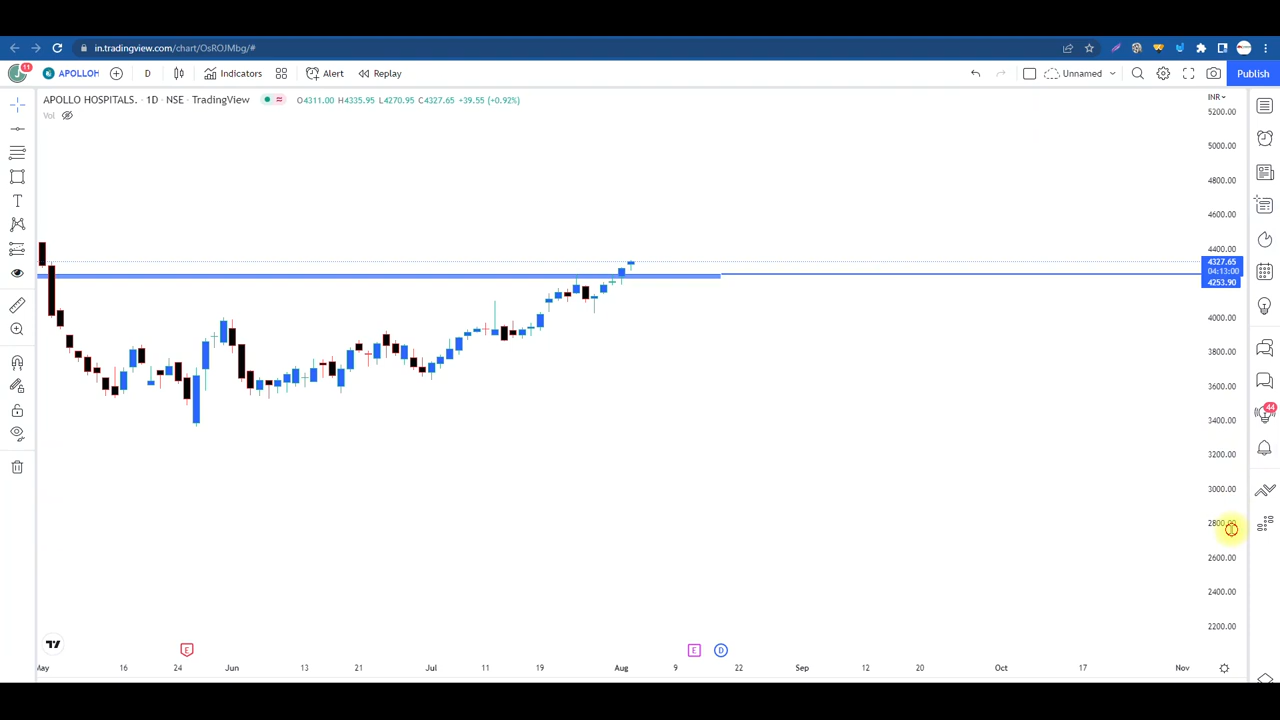 in.tradingview.com/chart/OsROJMbg/#
11 APOLLOH D Indicators Alert Replay Unnamed Publish
APOLLO HOSPITALS. · 1D · NSE · TradingView O4311.00 H4335.95 L4270.95 C4327.65 +39.55 (+0.92%)
INR
Vol
5200.00
5000.00
4800.00
4600.00
4400.00
4327.65
04:13:00
4253.90
4000.00
3800.00
3600.00
44
3400.00
3200.00
3000.00
2800.00
2600.00
2400.00
2200.00
E E D
May 16 24 Jun 13 21 Jul 11 19 Aug 9 22 Sep 12 20 Oct 17 Nov